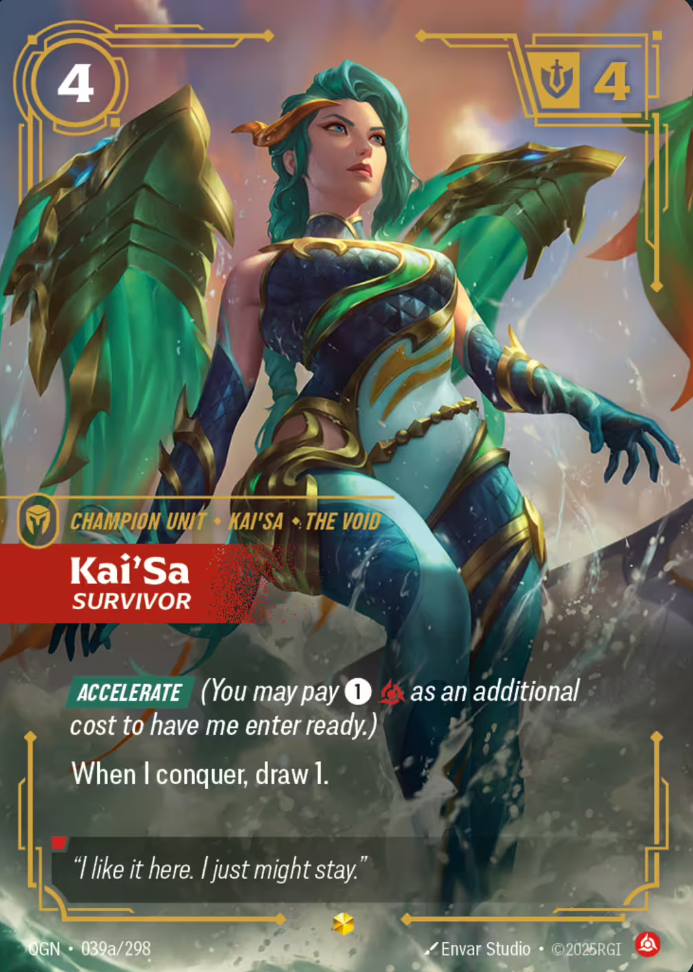 4
4
CHAMPION UNIT • KAI'SA • THE VOID
Kai'Sa
SURVIVOR
ACCELERATE (You may pay 1 as an additional
cost to have me enter ready.)
When I conquer, draw 1.
“I like it here. I just might stay.”
OGN • 039a/298
Envar Studio • ©2025RGI